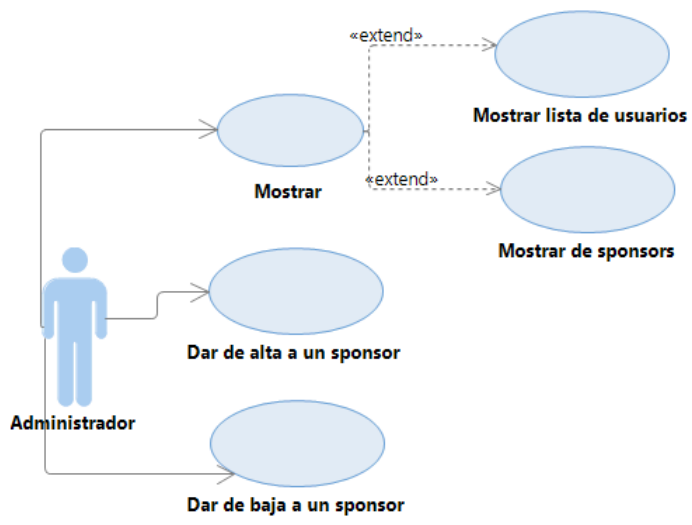 «extend»
Mostrar lista de usuarios
Mostrar
«extend»
Mostrar de sponsors
Dar de alta a un sponsor
Administrador
Dar de baja a un sponsor